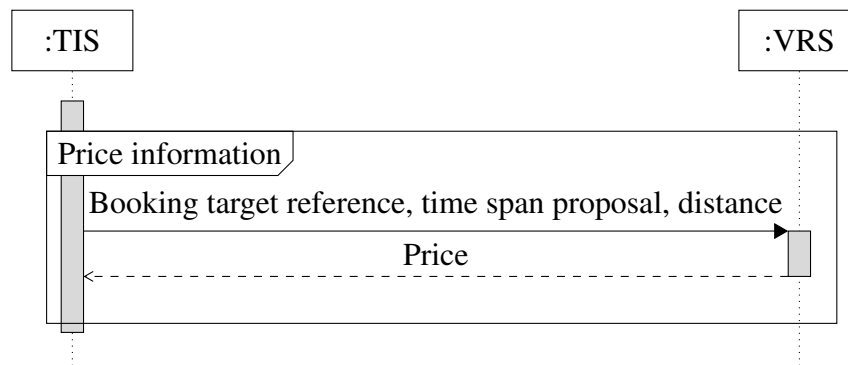 :TIS
:VRS
Price information
Booking target reference, time span proposal, distance
Price